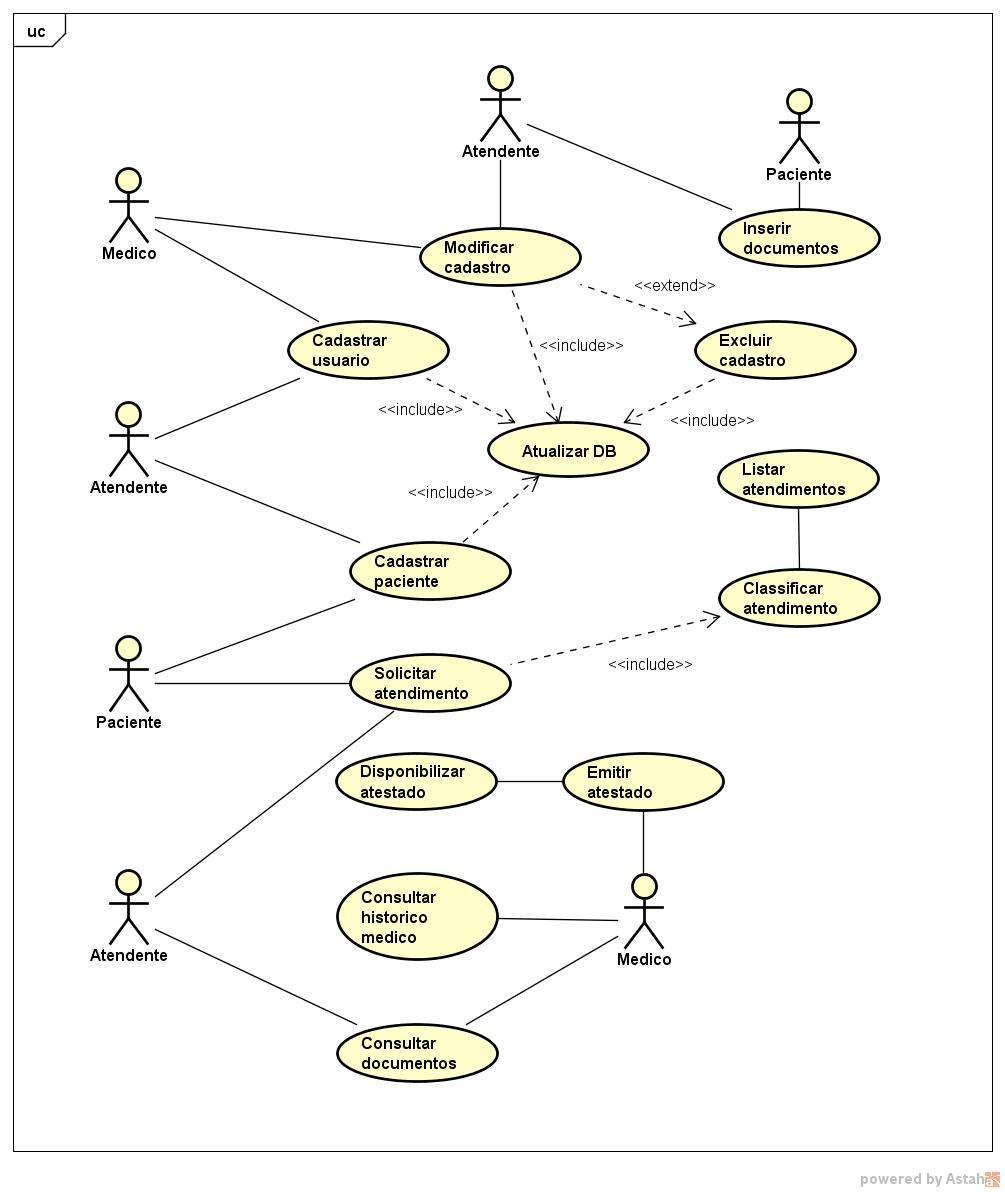 uc
Atendente
Paciente
Medico
Inserir
documentos
Modificar
cadastro
<<extend>>
Cadastrar
usuario
<<include>>
Excluir
cadastro
<<include>>
<<include>>
Atendente
Atualizar DB
Listar
atendimentos
<<include>>
Cadastrar
paciente
Classificar
atendimento
<<include>>
Paciente
Solicitar
atendimento
Disponibilizar
atestado
Emitir
atestado
Consultar
historico
medico
Atendente
Medico
Consultar
documentos
powered by Astah